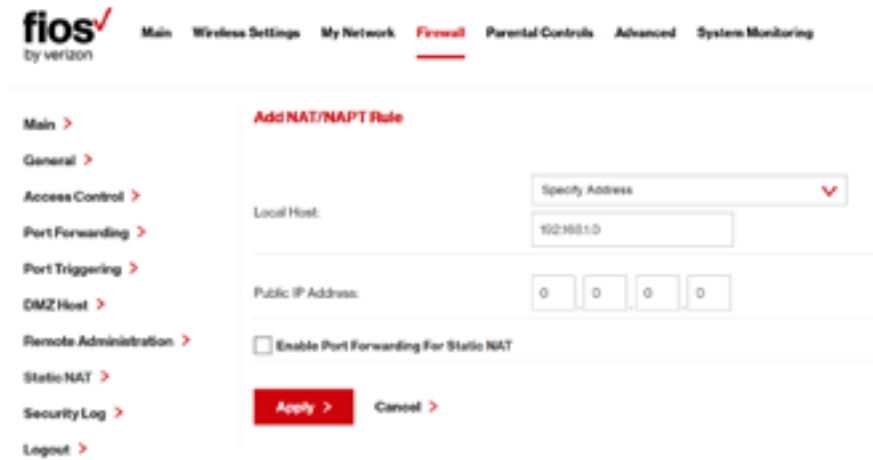 fios
by verizon
Main Wireless Settings My Network Firewall Parental Controls Advanced System Monitoring
Main >
General >
Access Control >
Port Forwarding >
Port Triggering >
DMZ Host >
Remote Administration >
Static NAT >
Security Log >
Logout >
Add NAT/NAPT Rule
Local Host:
Specify Address
192.168.1.0
Public IP Address:
0 . 0 . 0 . 0
Enable Port Forwarding For Static NAT
Apply > Cancel >